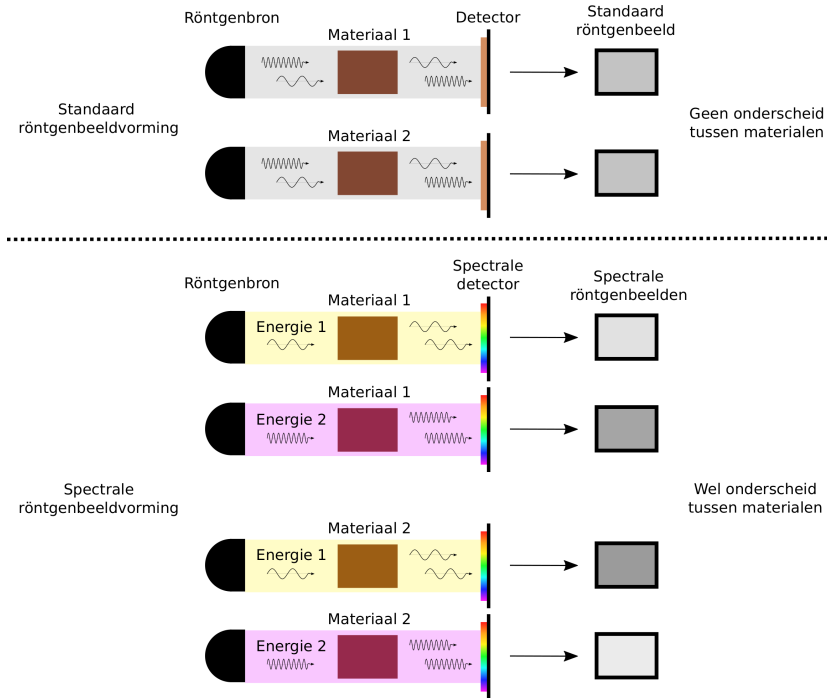 Röntgenbron
Materiaal 1
Detector
Standaard
röntgenbeeld
Standaard
röntgenbeeldvorming
Materiaal 2
Geen onderscheid
tussen materialen
Röntgenbron
Materiaal 1
Spectrale
detector
Spectrale
röntgenbeelden
Energie 1
Materiaal 1
Energie 2
Spectrale
röntgenbeeldvorming
Wel onderscheid
tussen materialen
Materiaal 2
Energie 1
Materiaal 2
Energie 2